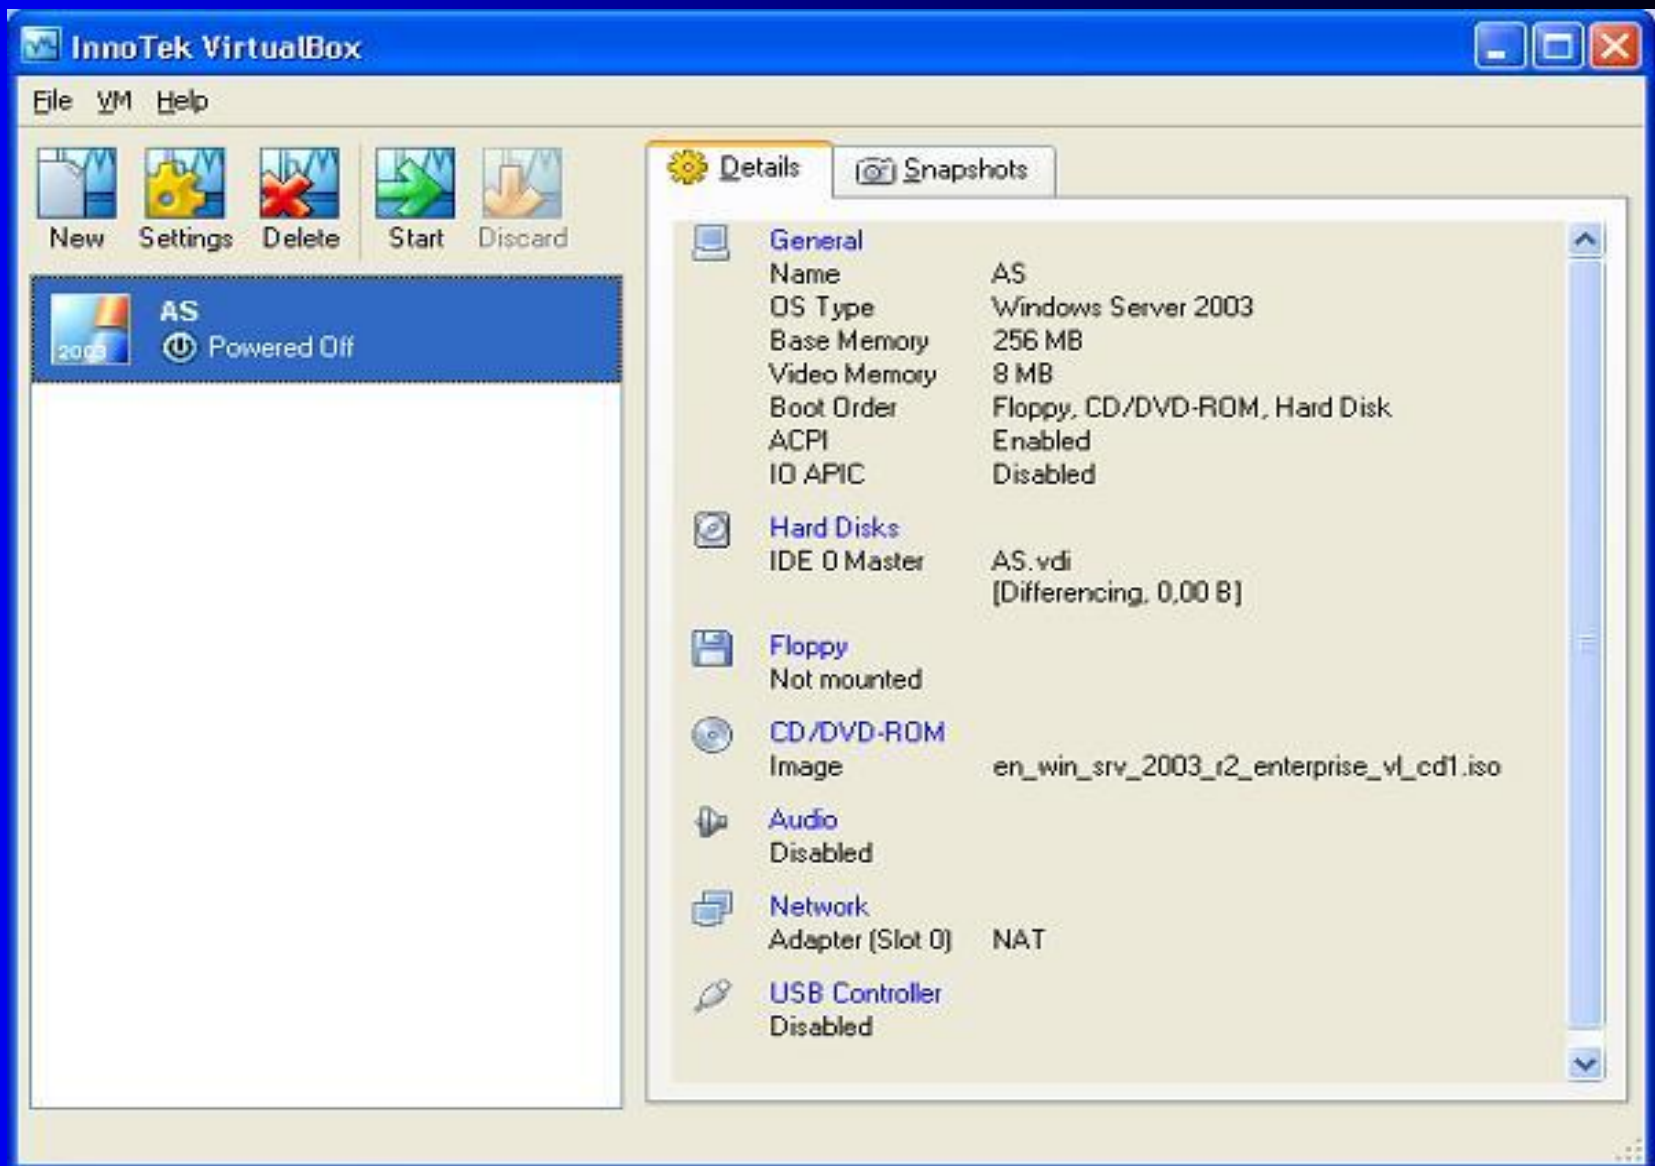 InnoTek VirtualBox
File VM Help
New Settings Delete Start Discard
AS
2003 Powered Off
Details Snapshots
General
Name AS
OS Type Windows Server 2003
Base Memory 256 MB
Video Memory 8 MB
Boot Order Floppy, CD/DVD-ROM, Hard Disk
ACPI Enabled
IO APIC Disabled
Hard Disks
IDE 0 Master AS.vdi
[Differencing, 0,00 B]
Floppy
Not mounted
CD/DVD-ROM
Image en_win_srv_2003_r2_enterprise_vl_cd1.iso
Audio
Disabled
Network
Adapter (Slot 0) NAT
USB Controller
Disabled